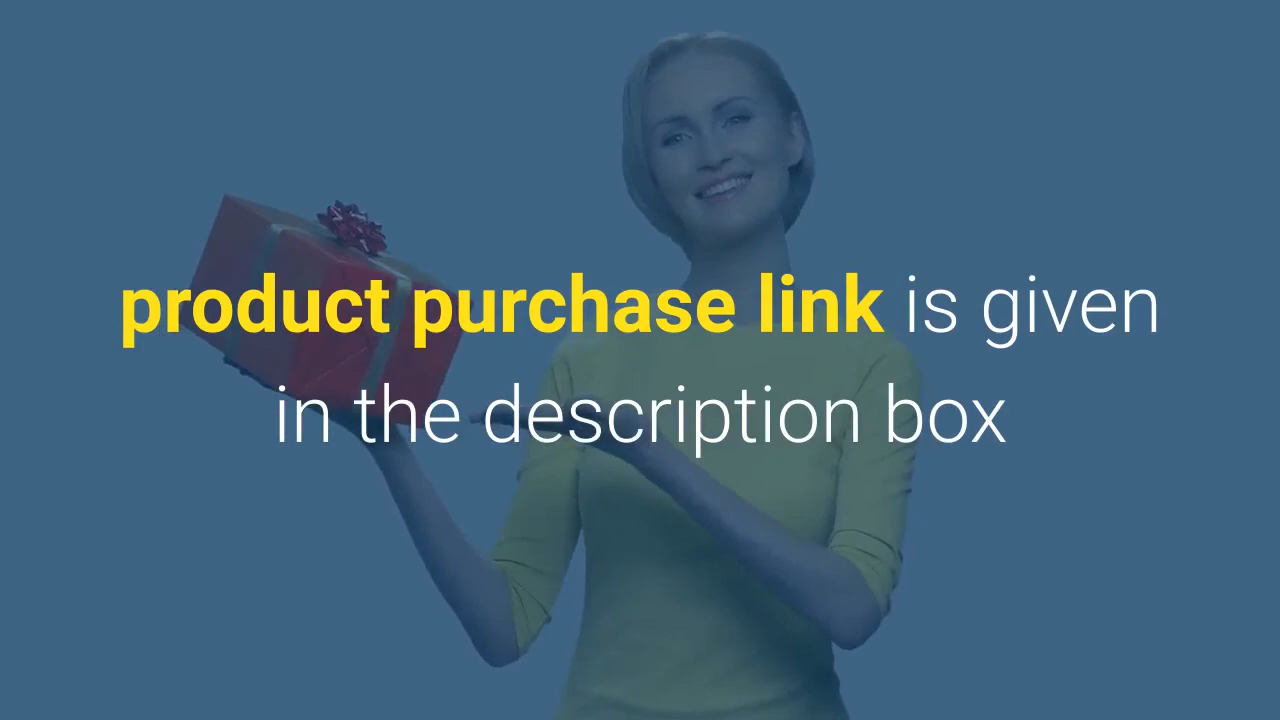 product purchase link is given
in the description box